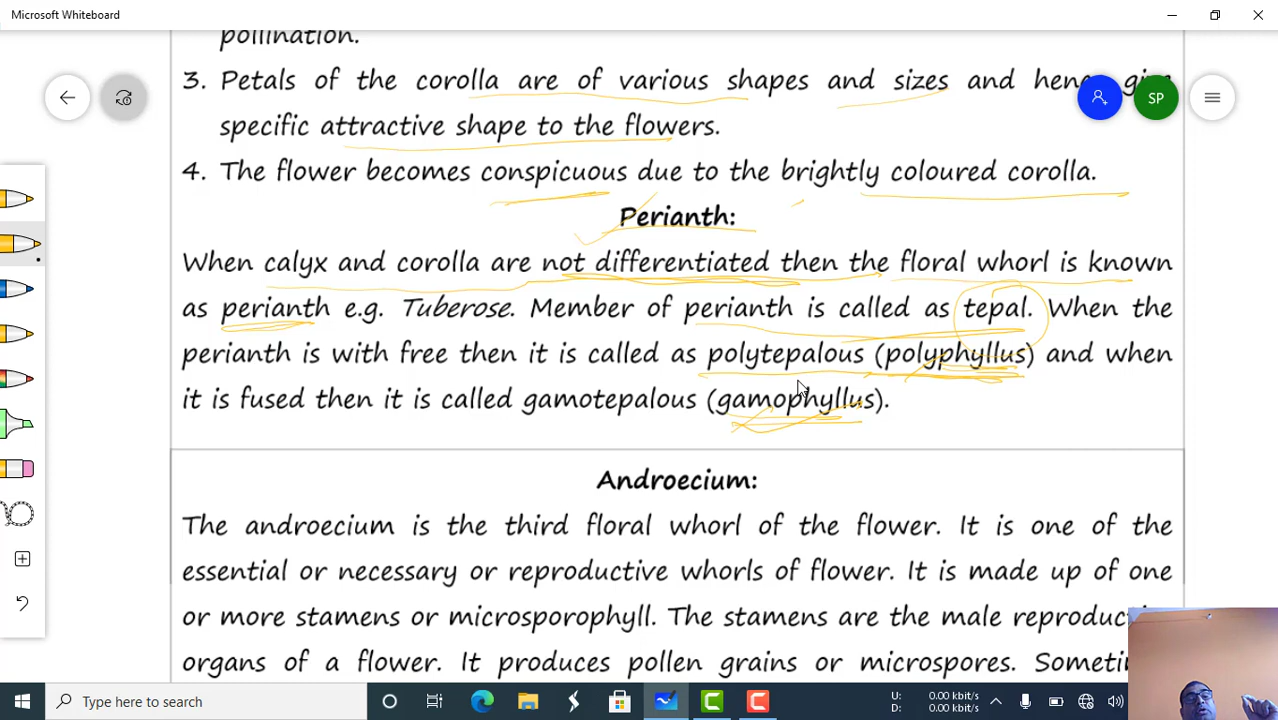 Microsoft Whiteboard
pollination.
3. Petals of the corolla are of various shapes and sizes and hence give
SP
specific attractive shape to the flowers.
4. The flower becomes conspicuous due to the brightly coloured corolla.
Perianth:
When calyx and corolla are not differentiated then the floral whorl is known
as perianth e.g. Tuberose. Member of perianth is called as tepal. When the
perianth is with free then it is called as polytepalous (polyphyllus) and when
it is fused then it is called gamotepalous (gamophyllus).
Androecium:
The androecium is the third floral whorl of the flower. It is one of the
essential or necessary or reproductive whorls of flower. It is made up of one
or more stamens or microsporophyll. The stamens are the male
organs of a flower. It produces pollen grains or microspores.
Type here to search
U: 0.00 kbit/s
D: 0.00 kbit/s